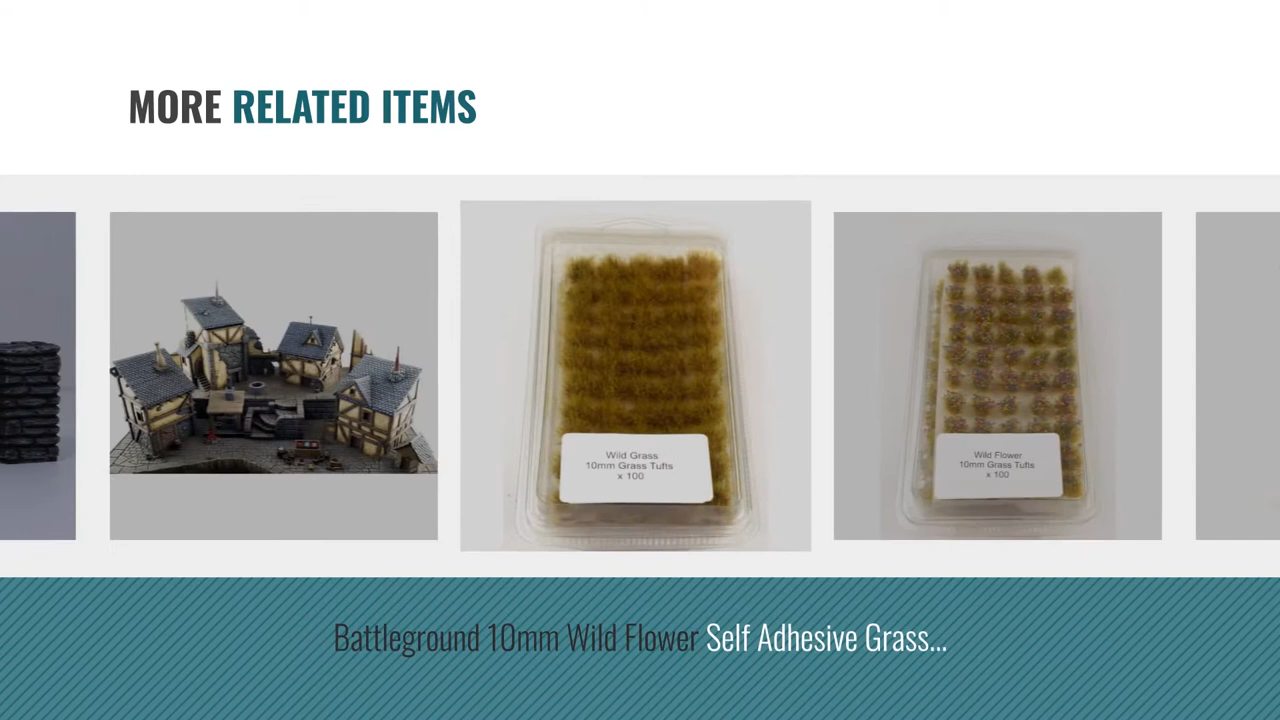 MORE RELATED ITEMS
Wild Grass
10mm Grass Tufts
x 100
Wild Flower
10mm Grass Tufts
x 100
Battleground 10mm Wild Flower Self Adhesive Grass...